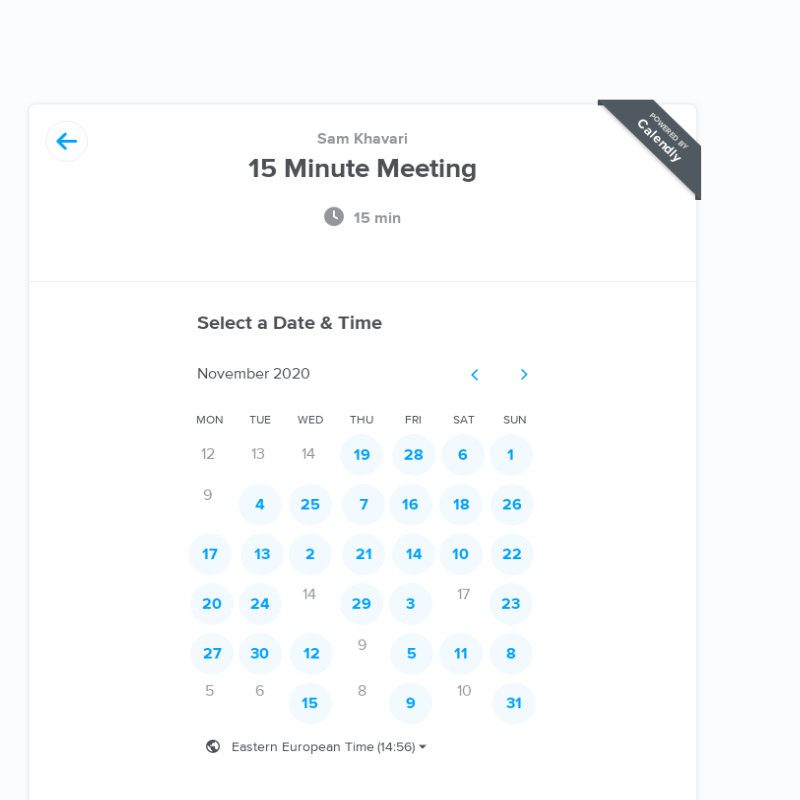 POWERED BY
Calendly
Sam Khavari
15 Minute Meeting
15 min
Select a Date & Time
November 2020
MON TUE WED THU FRI SAT SUN
12 13 14 19 28 6 1
9 4 25 7 16 18 26
17 13 2 21 14 10 22
20 24 14 29 3 17 23
27 30 12 9 5 11 8
5 6 15 8 9 10 31
Eastern European Time (14:56)